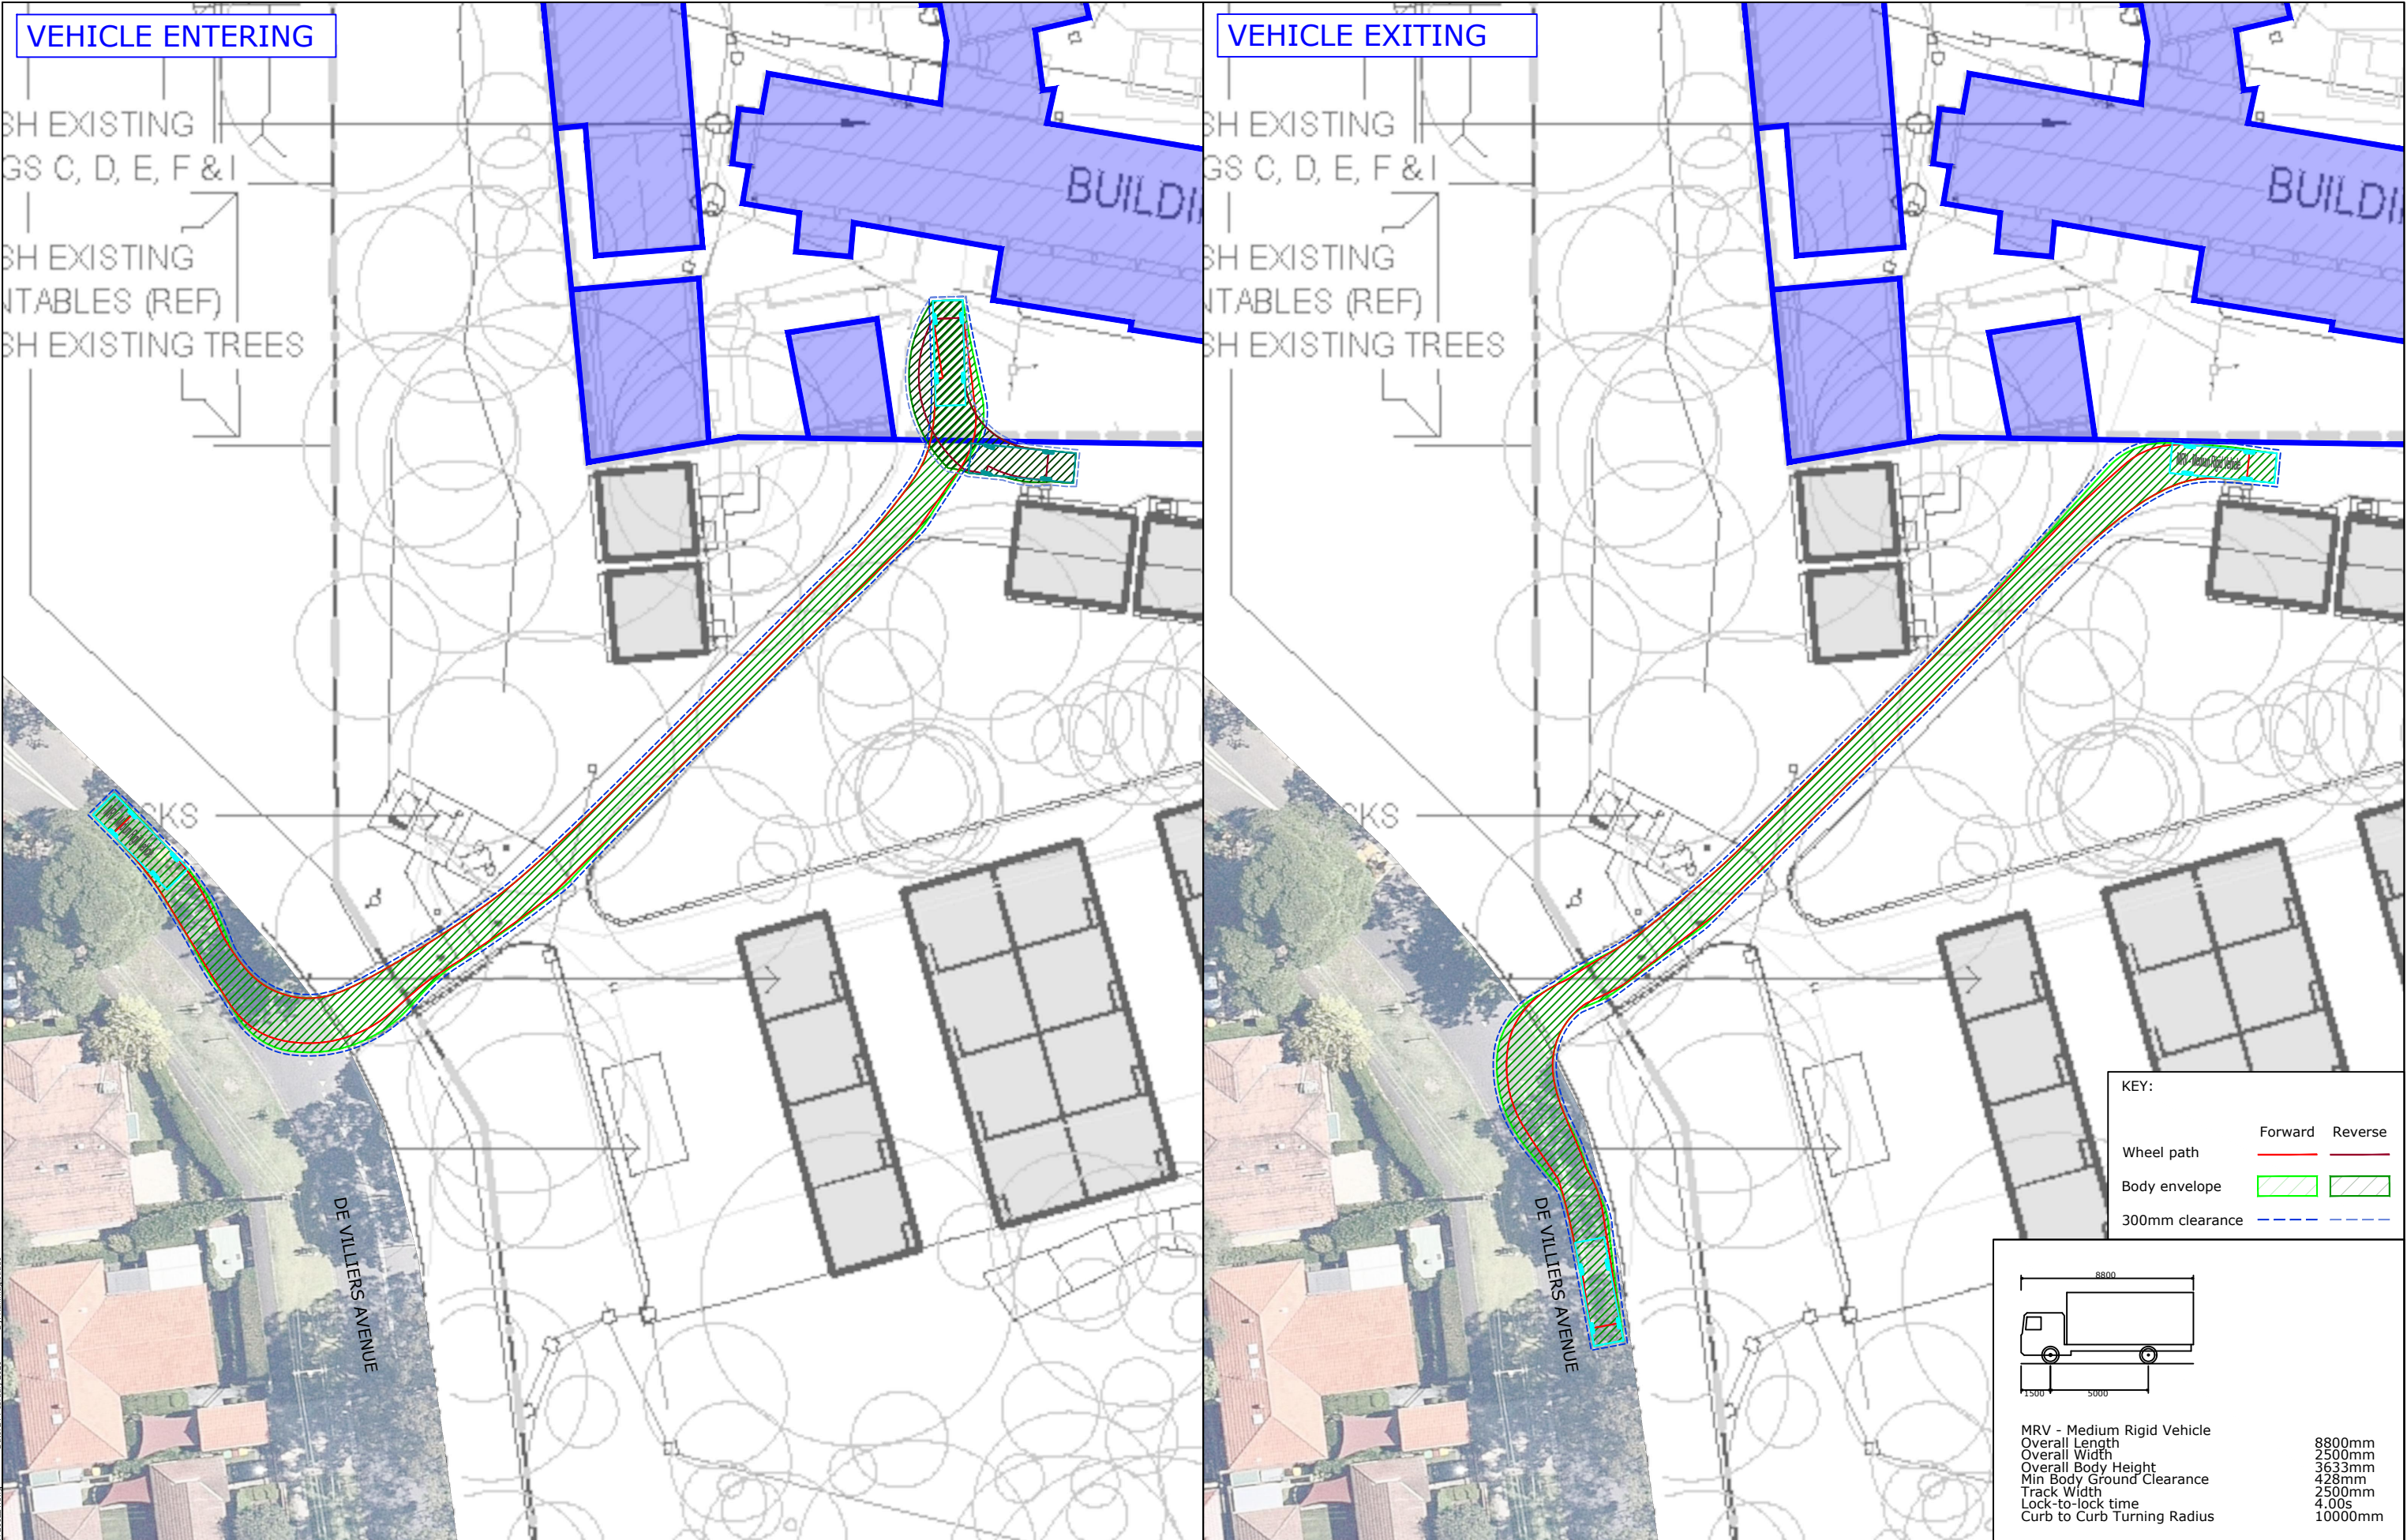 VEHICLE ENTERING
SH EXISTING
GS C, D, E, F & I
SH EXISTING
NTABLES (REF)
SH EXISTING TREES
BUILDI
CKS
DE VILLIERS AVENUE
VEHICLE EXITING
SH EXISTING
GS C, D, E, F & I
SH EXISTING
NTABLES (REF)
SH EXISTING TREES
BUILDI
MRV - Medium Rigid Vehicle
CKS
DE VILLIERS AVENUE
KEY:
Forward Reverse
Wheel path
Body envelope
300mm clearance
8800
1500 5000
MRV - Medium Rigid Vehicle
Overall Length 8800mm
Overall Width 2500mm
Overall Body Height 3633mm
Min Body Ground Clearance 428mm
Track Width 2500mm
Lock-to-lock time 4.00s
Curb to Curb Turning Radius 10000mm